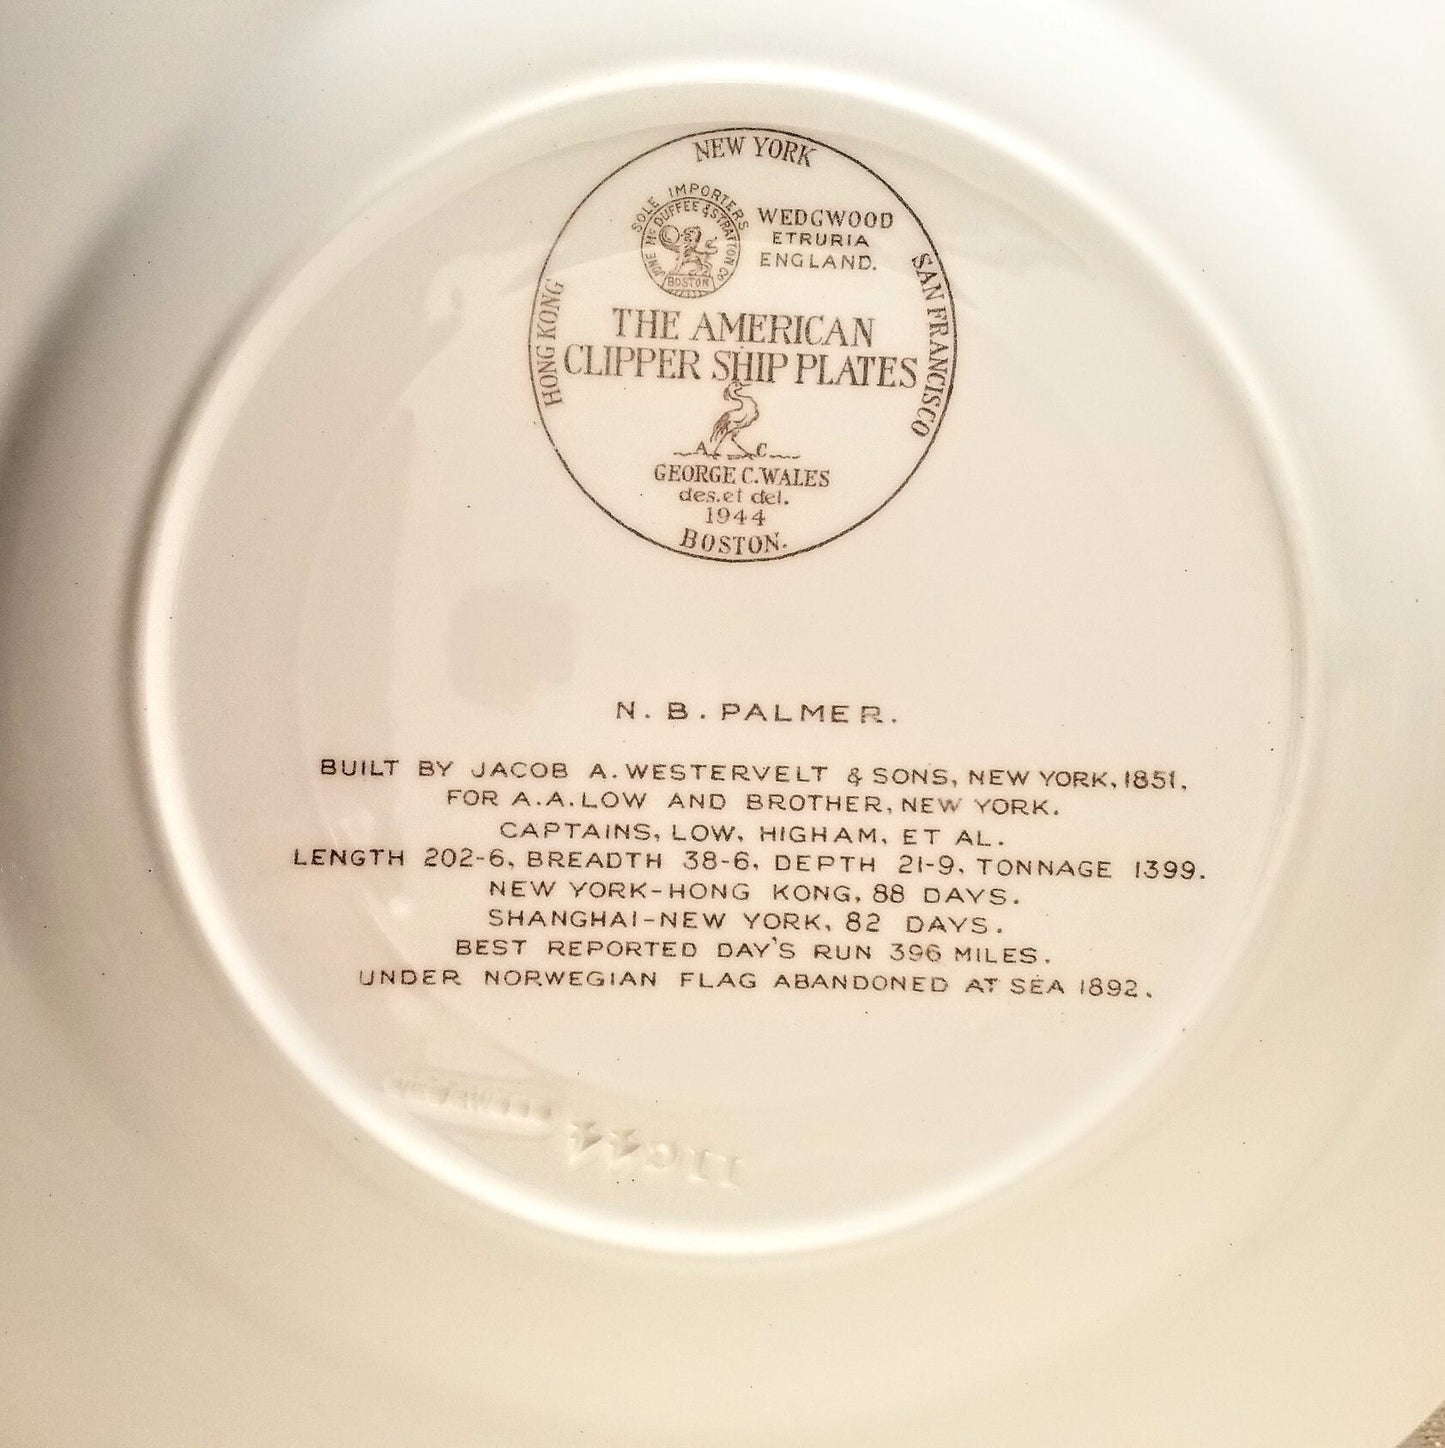 NEW YORK
SOLE IMPORTERS
JONES MC DUFFEE & STRATTON CO
BOSTON
WEDGWOOD
ETRURIA
ENGLAND.
HONG KONG
SAN FRANCISCO
THE AMERICAN
CLIPPER SHIP PLATES
A C
GEORGE C. WALES
des. et del.
1944
BOSTON.
N. B. PALMER.
BUILT BY JACOB A. WESTERVELT & SONS, NEW YORK, 1851,
FOR A. A. LOW AND BROTHER, NEW YORK.
CAPTAINS, LOW, HIGHAM, ET AL.
LENGTH 202-6, BREADTH 38-6, DEPTH 21-9, TONNAGE 1399.
NEW YORK-HONG KONG, 88 DAYS.
SHANGHAI-NEW YORK, 82 DAYS.
BEST REPORTED DAY'S RUN 396 MILES.
UNDER NORWEGIAN FLAG ABANDONED AT SEA 1892.